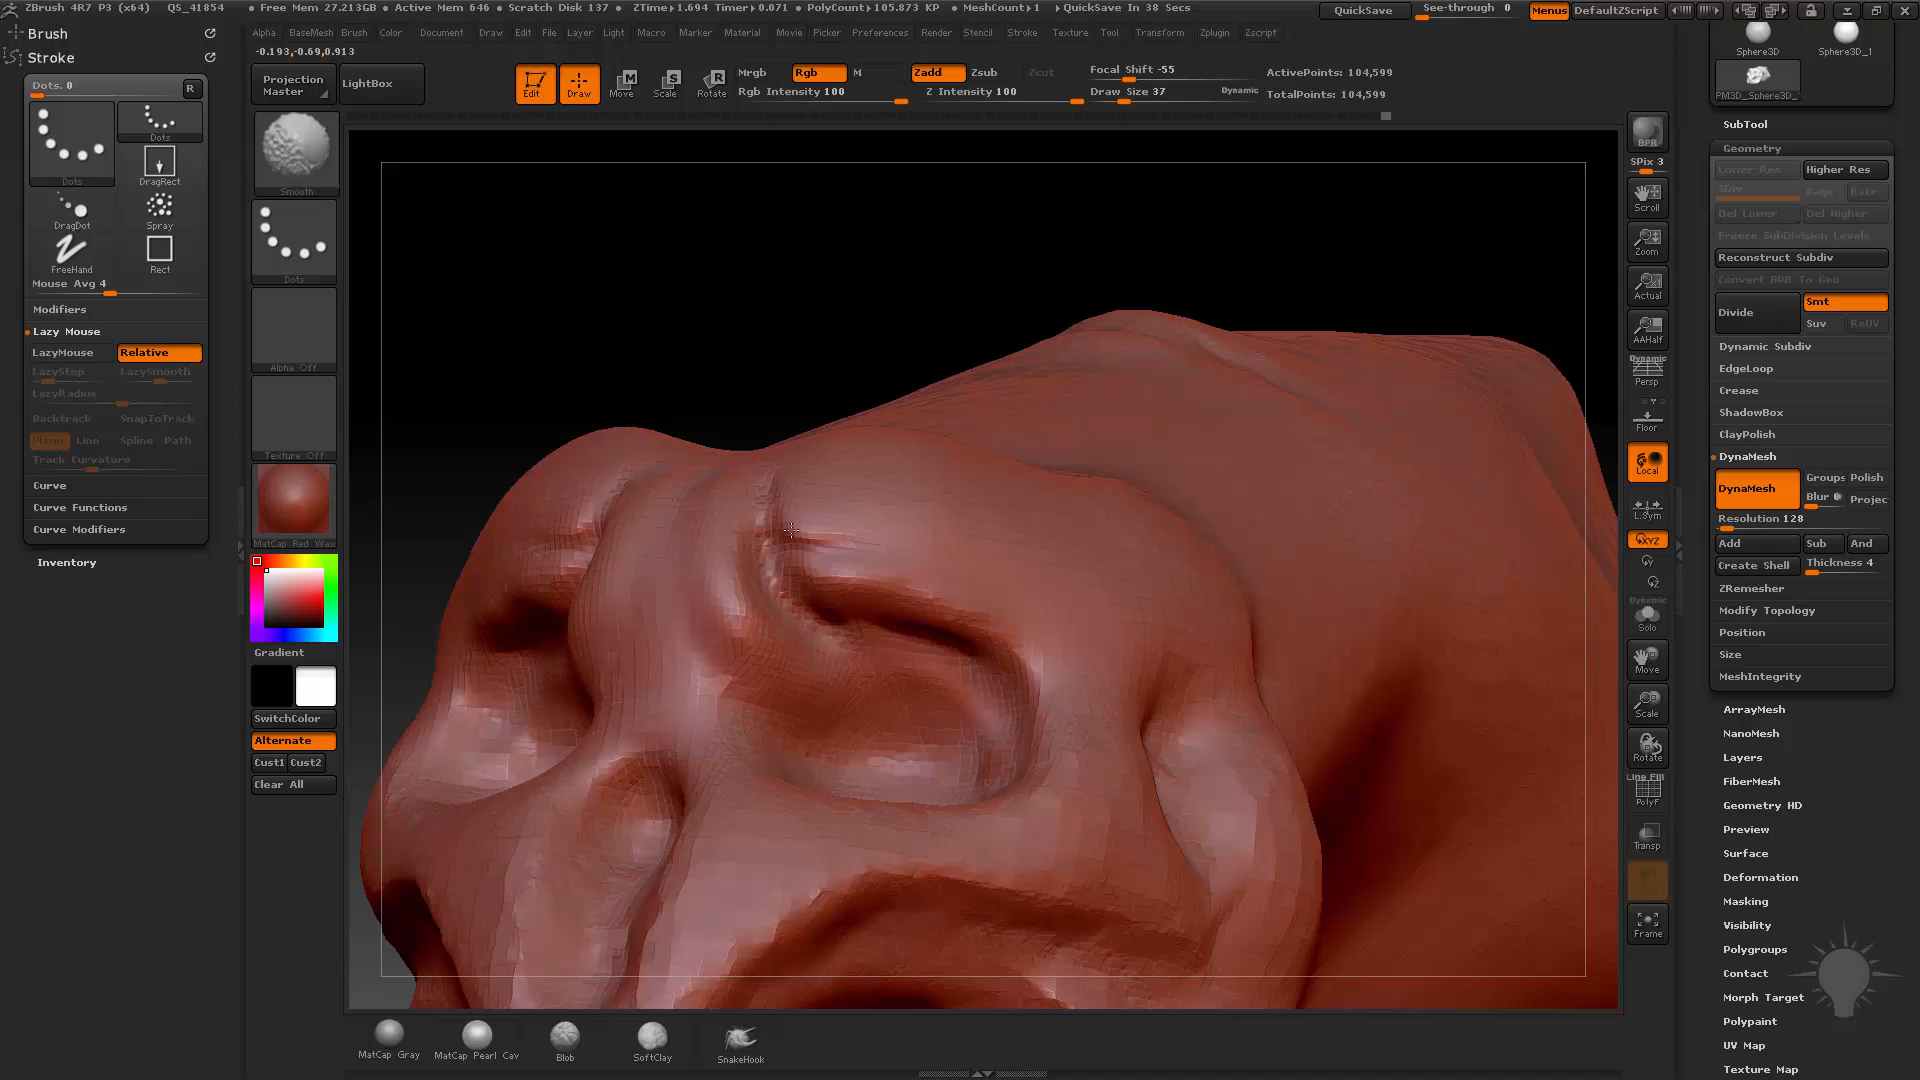 ZBrush 4R7 P3 (x64) QS_41854 • Free Mem 27.213GB • Active Mem 646 • Scratch Disk 137 • ZTime▸1.694 Timer▸0.071 • PolyCount▸105.873 KP • MeshCount▸1 ▸ QuickSave In 38 Secs QuickSave See-through 0 Menus DefaultZScript
Alpha BaseMesh Brush Color Document Draw Edit File Layer Light Macro Marker Material Movie Picker Preferences Render Stencil Stroke Texture Tool Transform Zplugin Zscript
-0.193,-0.69,0.913
Projection Master
LightBox
Edit
Draw
Move
Scale
Rotate
Mrgb Rgb M
Rgb Intensity 100
Zadd Zsub Zcut
Z Intensity 100
Focal Shift -55
Draw Size 37
Dynamic
ActivePoints: 104,599
TotalPoints: 104,599
Brush
Stroke
Dots. 0
R
Dots
Dots
DragRect
DragDot
Spray
FreeHand
Rect
Mouse Avg 4
Modifiers
Lazy Mouse
LazyMouse Relative
LazyStep LazySmooth
LazyRadius
Backtrack SnapToTrack
Plane Line Spline Path
Track Curvature
Curve
Curve Functions
Curve Modifiers
Inventory
Smooth
Dots
Alpha Off
Texture Off
MatCap Red Wax
Gradient
SwitchColor
Alternate
Cust1 Cust2
Clear All
MatCap Gray
MatCap Pearl Cav
Blob
SoftClay
SnakeHook
BPR
SPix 3
Scroll
Zoom
Actual
AAHalf
Dynamic
Persp
Floor
Local
L.Sym
XYZ
Dynamic
Solo
Move
Scale
Rotate
Line Fill
PolyF
Transp
Frame
Sphere3D
Sphere3D_1
PM3D_Sphere3D_
SubTool
Geometry
Lower Res Higher Res
SDiv Cage Rstr
Del Lower Del Higher
Freeze SubDivision Levels
Reconstruct Subdiv
Convert BPR To Geo
Divide
Smt
Suv ReUV
Dynamic Subdiv
EdgeLoop
Crease
ShadowBox
ClayPolish
DynaMesh
DynaMesh
Groups Polish
Blur Projec
Resolution 128
Add Sub And
Create Shell Thickness 4
ZRemesher
Modify Topology
Position
Size
MeshIntegrity
ArrayMesh
NanoMesh
Layers
FiberMesh
Geometry HD
Preview
Surface
Deformation
Masking
Visibility
Polygroups
Contact
Morph Target
Polypaint
UV Map
Texture Map